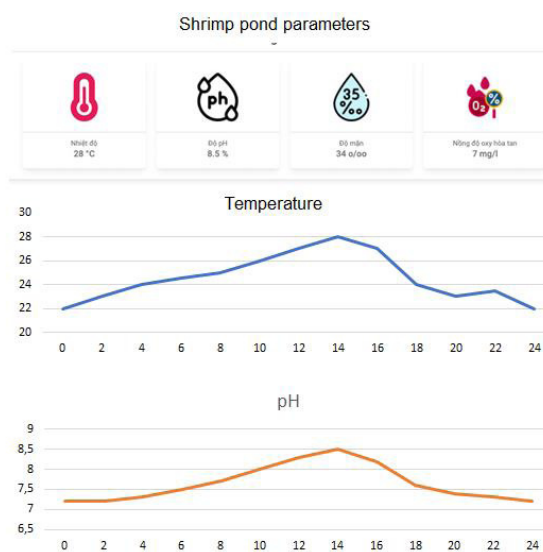 Shrimp pond parameters
ph
35
%00
O2 %
Nhiệt độ
28 °C
Độ pH
8.5 %
Độ mặn
34 o/oo
Nồng độ oxy hòa tan
7 mg/l
Temperature
30
28
26
24
22
20
0 2 4 6 8 10 12 14 16 18 20 22 24
pH
9
8,5
8
7,5
7
6,5
0 2 4 6 8 10 12 14 16 18 20 22 24